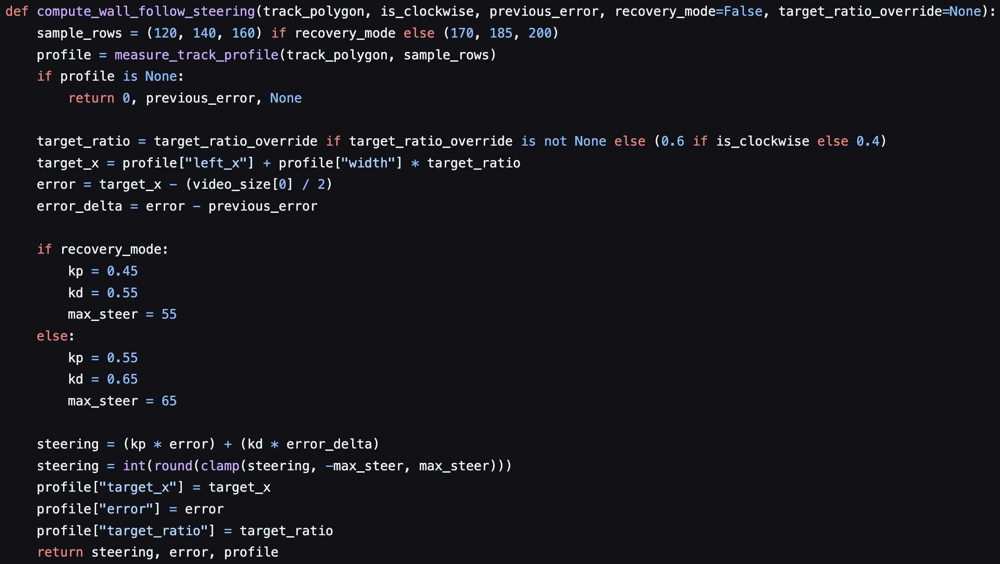 def compute_wall_follow_steering(track_polygon, is_clockwise, previous_error, recovery_mode=False, target_ratio_override=None):
    sample_rows = (120, 140, 160) if recovery_mode else (170, 185, 200)
    profile = measure_track_profile(track_polygon, sample_rows)
    if profile is None:
        return 0, previous_error, None

    target_ratio = target_ratio_override if target_ratio_override is not None else (0.6 if is_clockwise else 0.4)
    target_x = profile["left_x"] + profile["width"] * target_ratio
    error = target_x - (video_size[0] / 2)
    error_delta = error - previous_error

    if recovery_mode:
        kp = 0.45
        kd = 0.55
        max_steer = 55
    else:
        kp = 0.55
        kd = 0.65
        max_steer = 65

    steering = (kp * error) + (kd * error_delta)
    steering = int(round(clamp(steering, -max_steer, max_steer)))
    profile["target_x"] = target_x
    profile["error"] = error
    profile["target_ratio"] = target_ratio
    return steering, error, profile